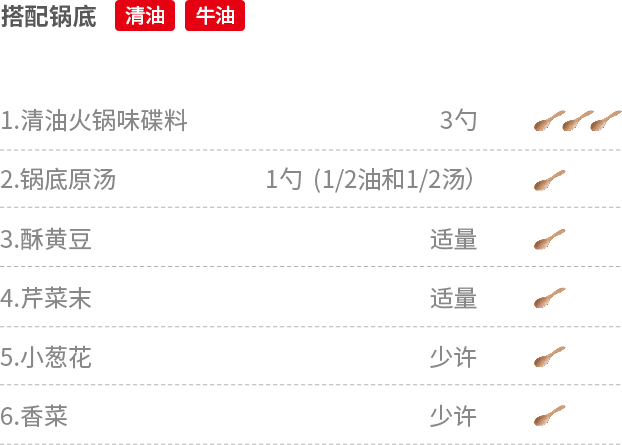 搭配锅底 清油 牛油
1.清油火锅味碟料 3勺
2.锅底原汤 1勺 (1/2油和1/2汤)
3.酥黄豆 适量
4.芹菜末 适量
5.小葱花 少许
6.香菜 少许